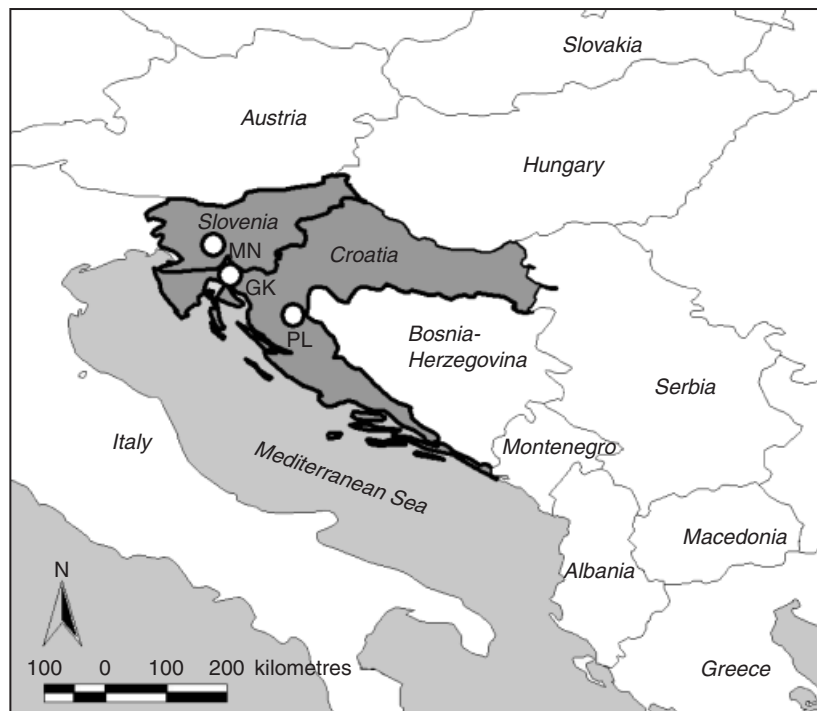 Slovakia
Austria
Hungary
Slovenia
MN
Croatia
GK
PL
Bosnia-
Herzegovina
Serbia
Italy
Montenegro
Mediterranean Sea
Macedonia
Albania
N
100 0 100 200 kilometres
Greece